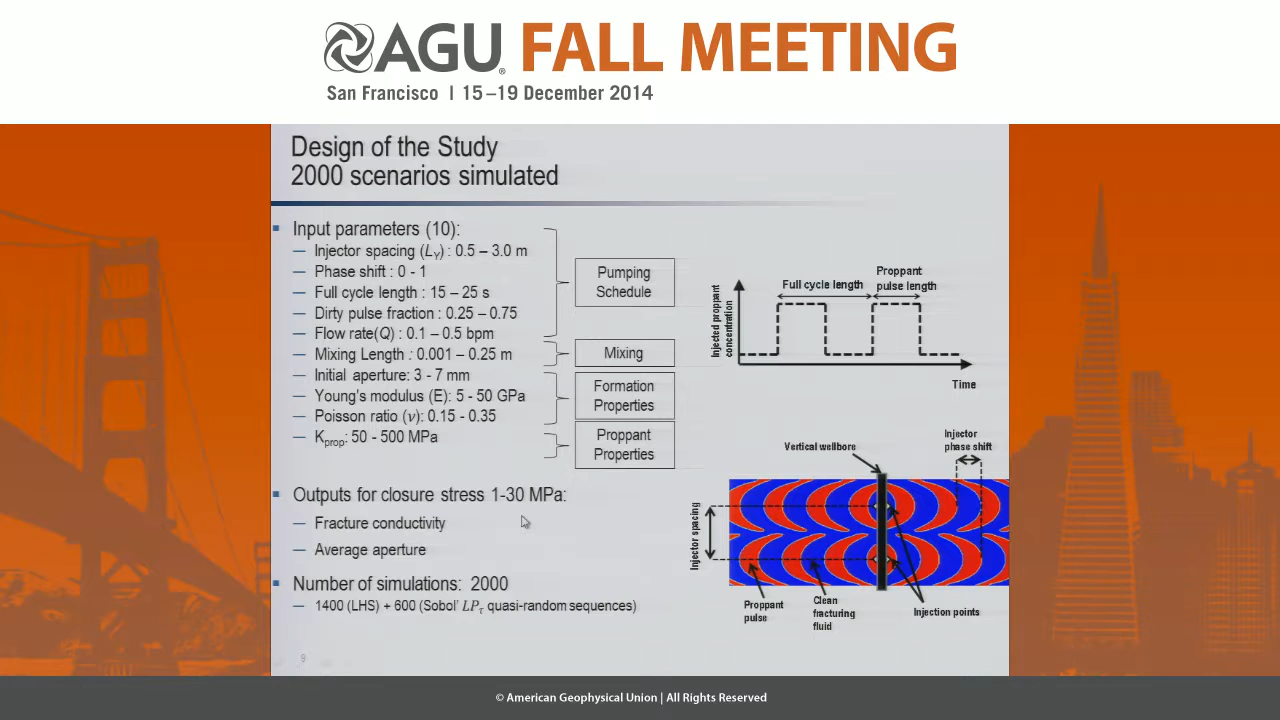 AGU FALL MEETING
San Francisco | 15–19 December 2014
Design of the Study
2000 scenarios simulated
Input parameters (10):
— Injector spacing (LY) : 0.5 – 3.0 m
— Phase shift : 0 - 1
— Full cycle length : 15 – 25 s
— Dirty pulse fraction : 0.25 – 0.75
— Flow rate(Q) : 0.1 – 0.5 bpm
— Mixing Length : 0.001 – 0.25 m
— Initial aperture: 3 - 7 mm
— Young's modulus (E): 5 - 50 GPa
— Poisson ratio (ν): 0.15 - 0.35
— Kprop: 50 - 500 MPa
Pumping
Schedule
Mixing
Formation
Properties
Proppant
Properties
Outputs for closure stress 1-30 MPa:
— Fracture conductivity
— Average aperture
Number of simulations: 2000
— 1400 (LHS) + 600 (Sobol' LPτ quasi-random sequences)
Injected proppant
concentration
Full cycle length
Proppant
pulse length
Time
Vertical wellbore
Injector
phase shift
Injector spacing
Proppant
pulse
Clean
fracturing
fluid
Injection points
9
© American Geophysical Union | All Rights Reserved